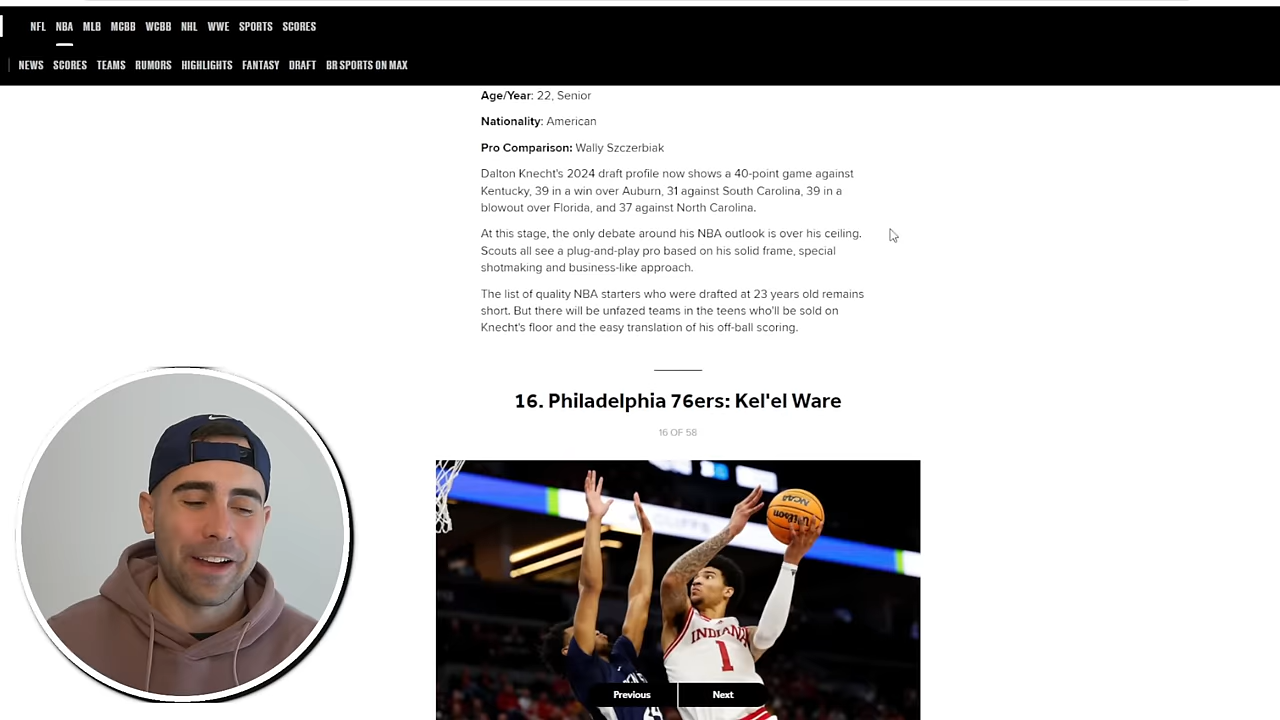 NFL NBA MLB MCBB WCBB NHL WWE SPORTS SCORES
NEWS SCORES TEAMS RUMORS HIGHLIGHTS FANTASY DRAFT BR SPORTS ON MAX
Age/Year: 22, Senior
Nationality: American
Pro Comparison: Wally Szczerbiak
Dalton Knecht's 2024 draft profile now shows a 40-point game against
Kentucky, 39 in a win over Auburn, 31 against South Carolina, 39 in a
blowout over Florida, and 37 against North Carolina.
At this stage, the only debate around his NBA outlook is over his ceiling.
Scouts all see a plug-and-play pro based on his solid frame, special
shotmaking and business-like approach.
The list of quality NBA starters who were drafted at 23 years old remains
short. But there will be unfazed teams in the teens who'll be sold on
Knecht's floor and the easy translation of his off-ball scoring.
16. Philadelphia 76ers: Kel'el Ware
16 OF 58
NCAA
Wilson
INDIANA
1
Previous Next